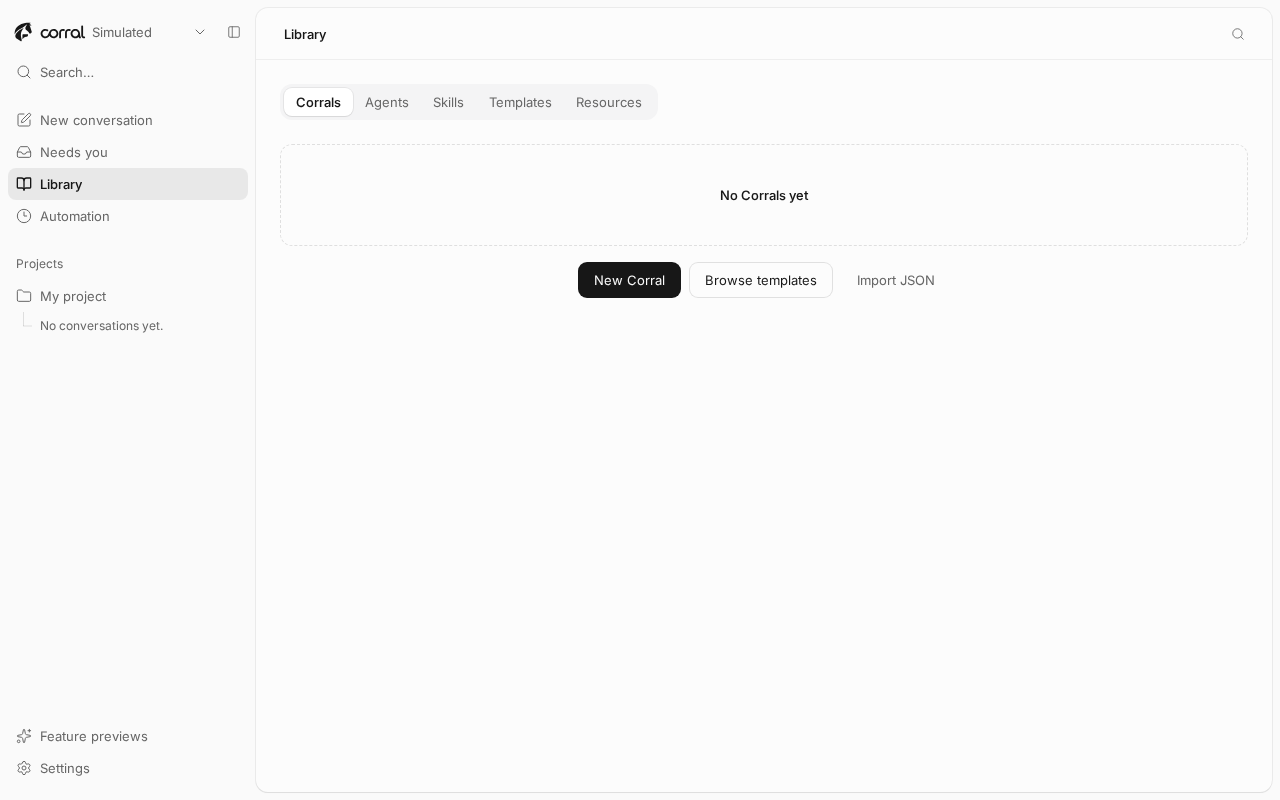 corral Simulated
Search...
New conversation
Needs you
Library
Automation
Projects
My project
No conversations yet.
Feature previews
Settings
Library
Corrals Agents Skills Templates Resources
No Corrals yet
New Corral Browse templates Import JSON